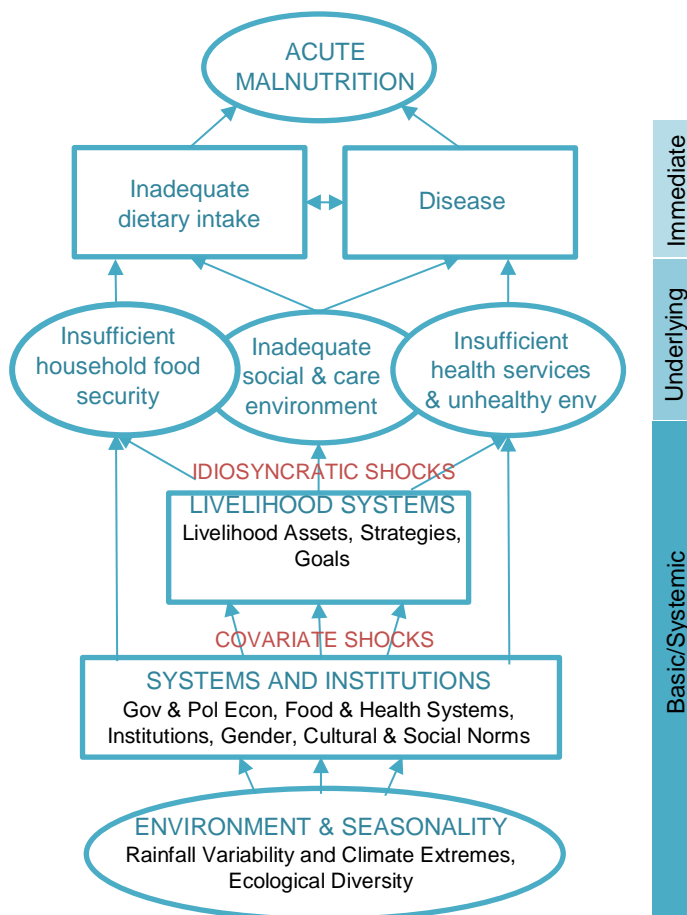 ACUTE
MALNUTRITION
Immediate
Inadequate
dietary intake
Disease
Underlying
Insufficient
household food
security
Inadequate
social & care
environment
Insufficient
health services
& unhealthy env
Basic/Systemic
IDIOSYNCRATIC SHOCKS
LIVELIHOOD SYSTEMS
Livelihood Assets, Strategies,
Goals
COVARIATE SHOCKS
SYSTEMS AND INSTITUTIONS
Gov & Pol Econ, Food & Health Systems,
Institutions, Gender, Cultural & Social Norms
ENVIRONMENT & SEASONALITY
Rainfall Variability and Climate Extremes,
Ecological Diversity